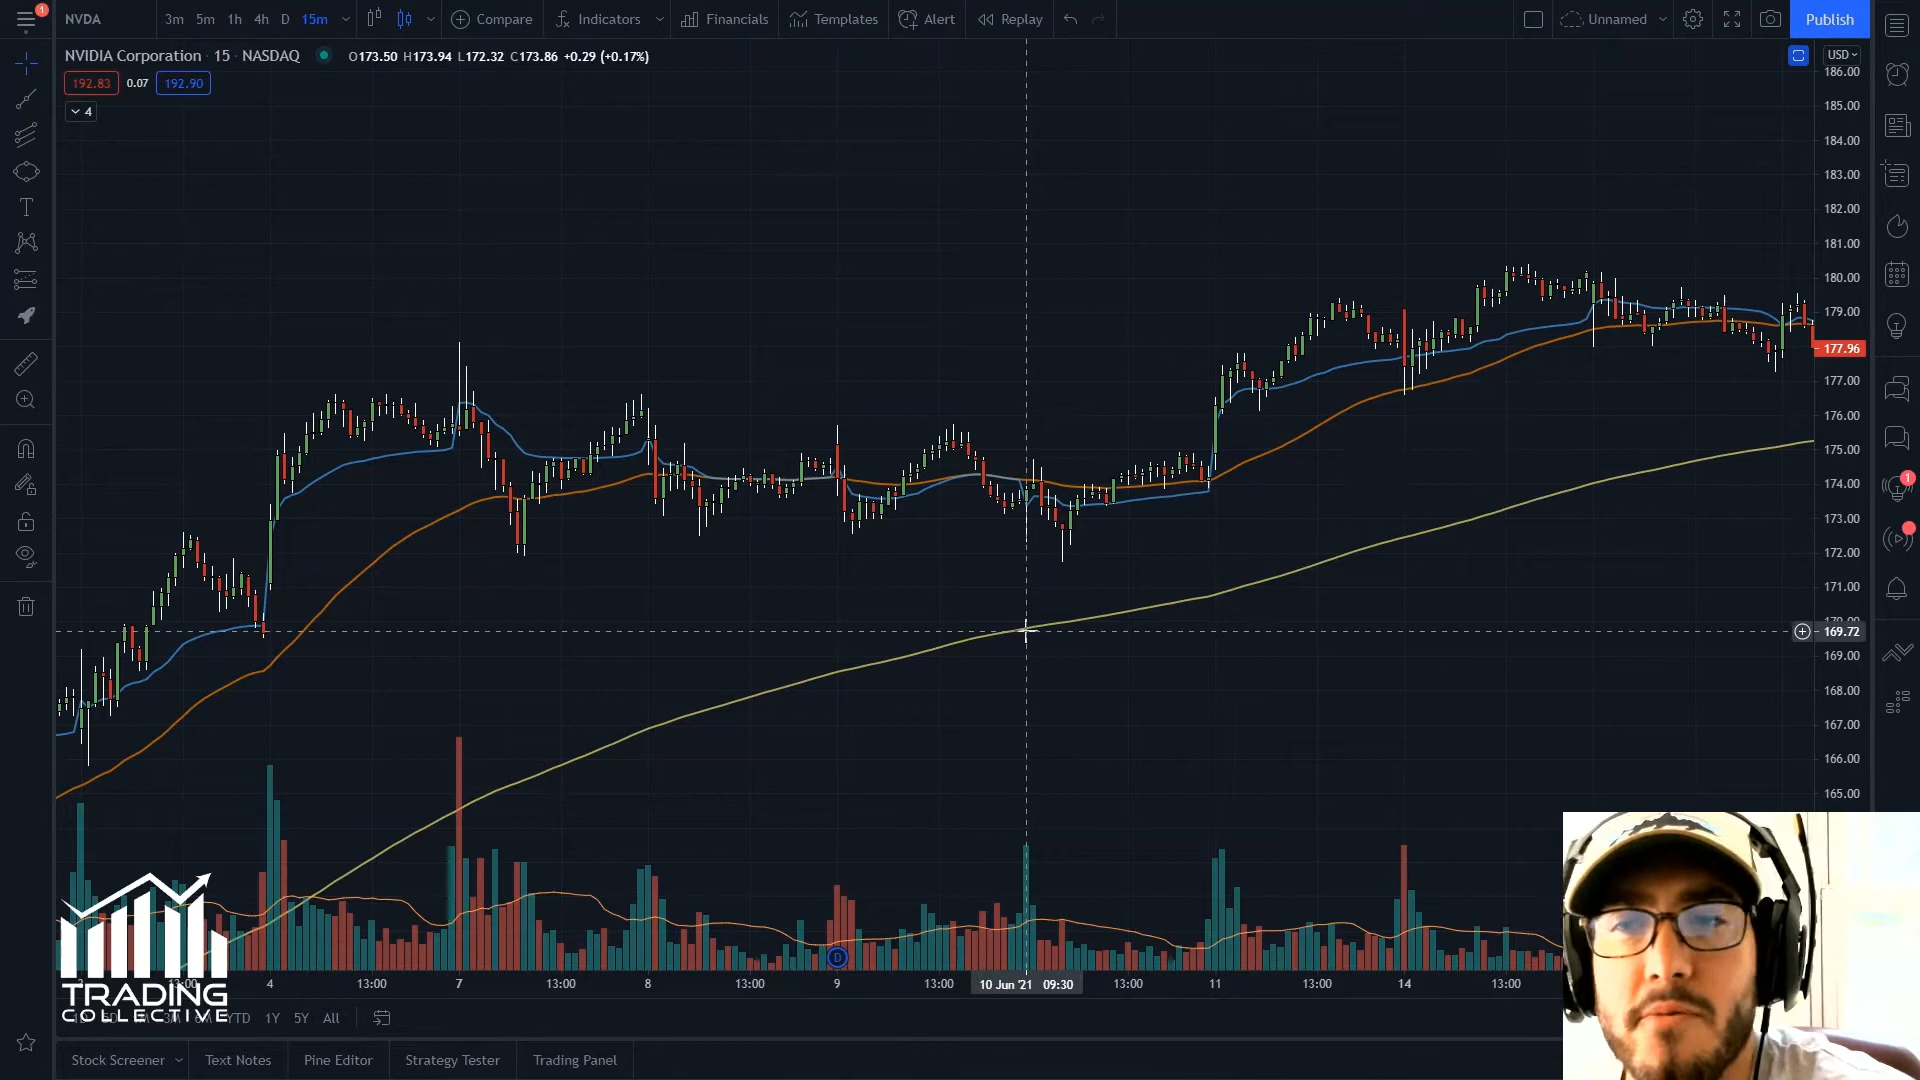 1
NVDA 3m 5m 1h 4h D 15m Compare Indicators Financials Templates Alert Replay Unnamed Publish
NVIDIA Corporation · 15 · NASDAQ O173.50 H173.94 L172.32 C173.86 +0.29 (+0.17%)
USD
192.83 0.07 192.90
4
186.00
185.00
184.00
183.00
182.00
181.00
180.00
179.00
177.96
177.00
176.00
175.00
174.00
173.00
172.00
171.00
169.72
169.00
168.00
167.00
166.00
165.00
1
D
4 13:00 7 13:00 8 13:00 9 13:00 10 Jun '21 09:30 13:00 11 13:00 14 13:00
TRADING
COLLECTIVE
YTD 1Y 5Y All
Stock Screener Text Notes Pine Editor Strategy Tester Trading Panel